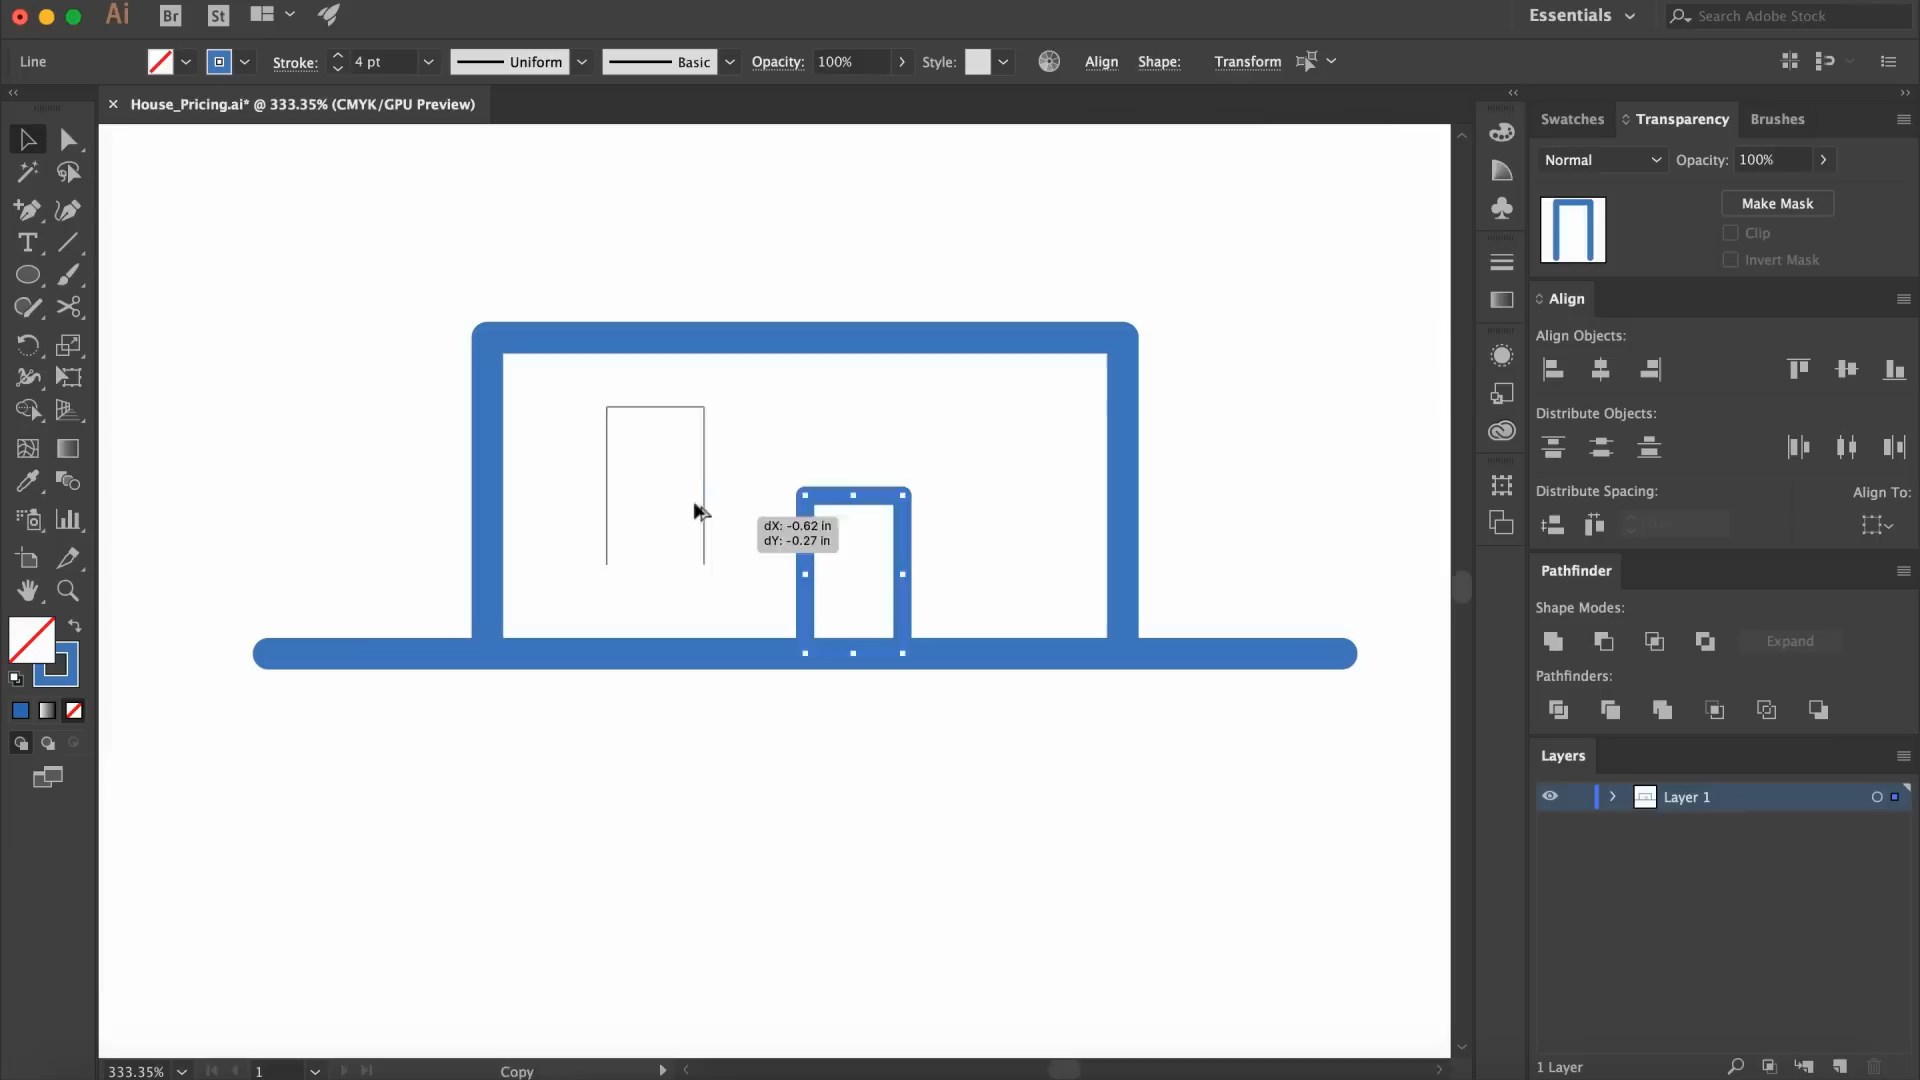 Ai Br St Essentials Search Adobe Stock
Line Stroke: 4 pt Uniform Basic Opacity: 100% Style: Align Shape: Transform
× House_Pricing.ai* @ 333.35% (CMYK/GPU Preview)
Swatches Transparency Brushes
Normal Opacity: 100%
Make Mask
Clip
Invert Mask
Align
Align Objects:
Distribute Objects:
Distribute Spacing: Align To:
dX: -0.62 in
dY: -0.27 in
Pathfinder
Shape Modes:
Expand
Pathfinders:
Layers
Layer 1
1 Layer
333.35% 1 Copy